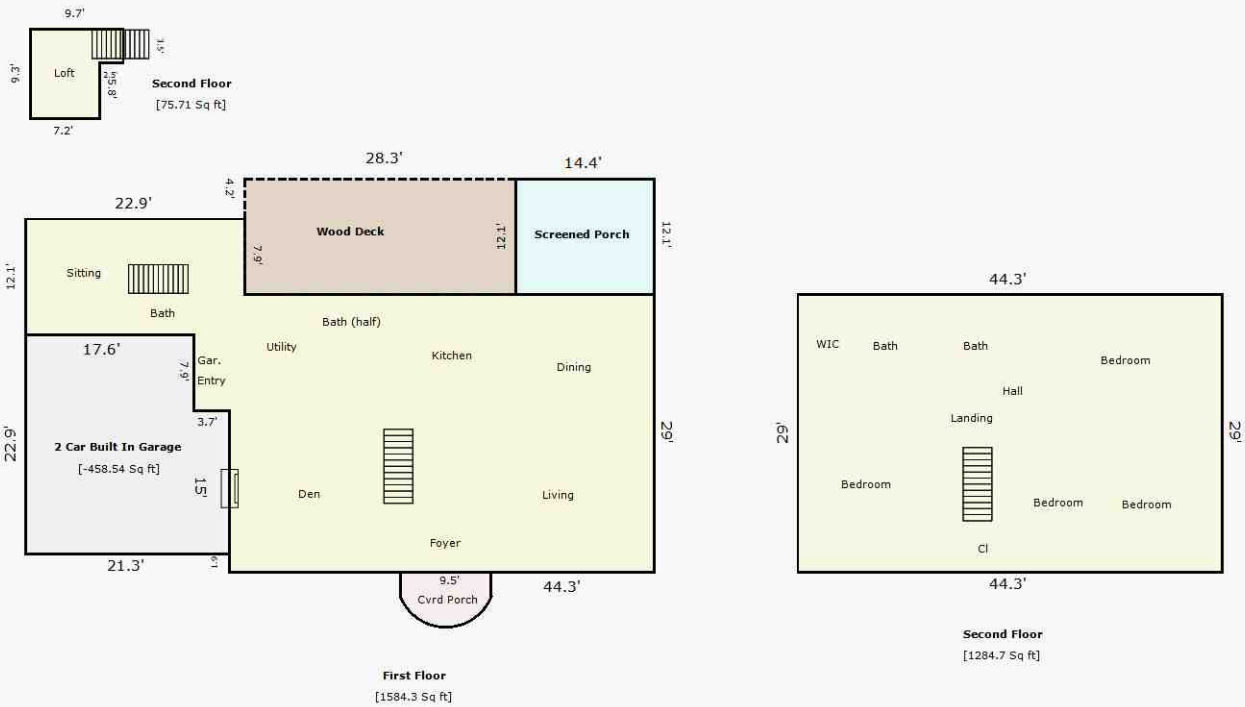 9.7'
9.3'
Loft
3.5'
2.5'
5.8'
7.2'
Second Floor
[75.71 Sq ft]
28.3'
14.4'
4.2'
22.9'
Wood Deck
12.1'
Screened Porch
12.1'
7.9'
12.1'
Sitting
Bath
44.3'
Bath (half)
Utility
Kitchen
Dining
17.6'
7.9'
Gar.
Entry
3.7'
WIC
Bath
Bath
Bedroom
Hall
Landing
22.9'
2 Car Built In Garage
[-458.54 Sq ft]
15'
29'
29'
29'
Den
Living
Foyer
Bedroom
Bedroom
Bedroom
Cl
21.3'
1.9'
9.5'
Cvrd Porch
44.3'
44.3'
First Floor
[1584.3 Sq ft]
Second Floor
[1284.7 Sq ft]